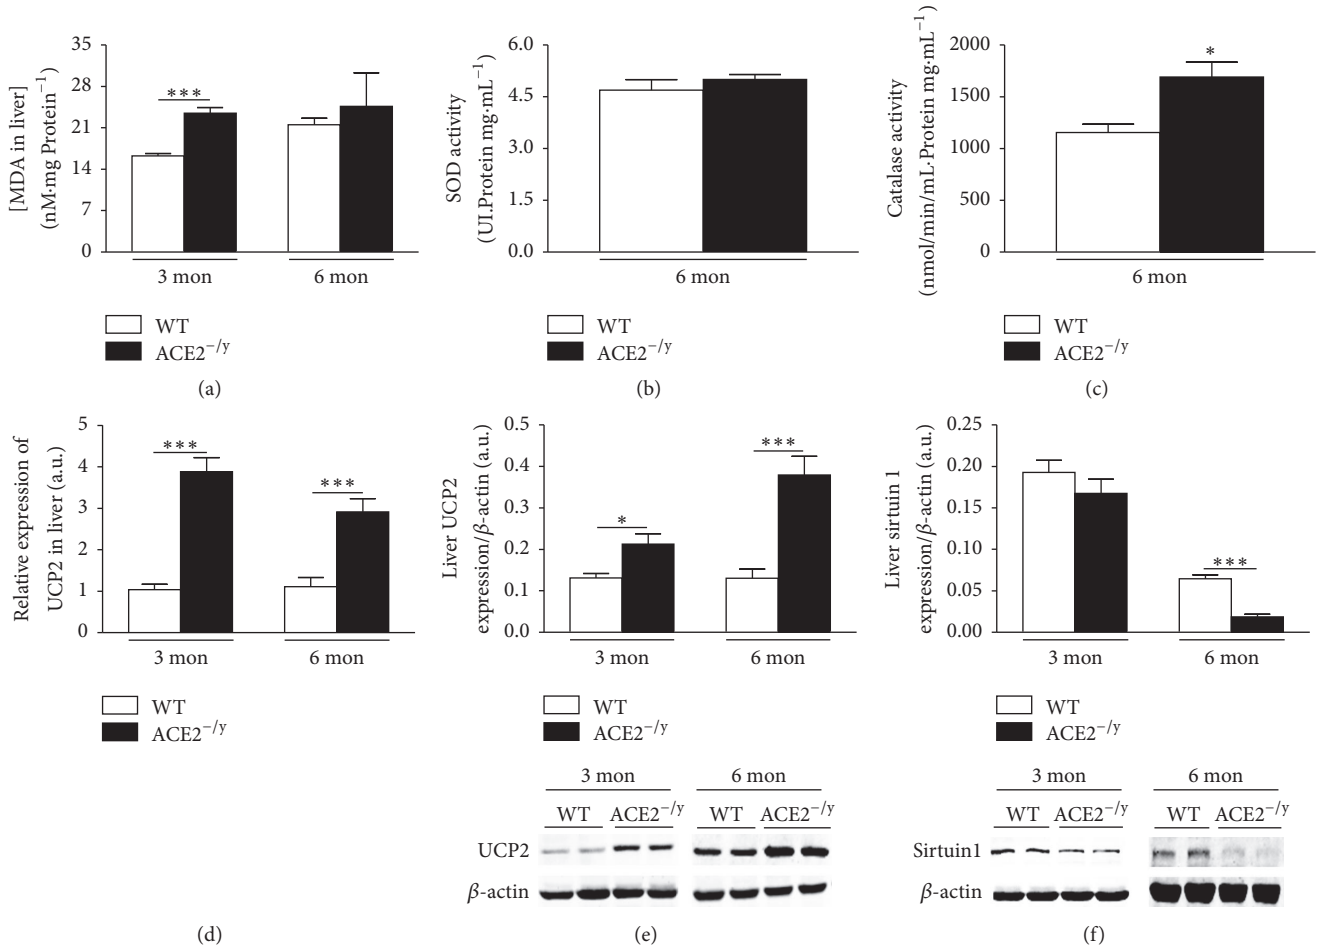 [MDA in liver]
(nM·mg Protein⁻¹)
35
28
21
14
7
0
***
3 mon
6 mon
WT
ACE2⁻/ʸ
(a)
SOD activity
(UI.Protein mg·mL⁻¹)
6.0
4.5
3.0
1.5
0.0
6 mon
WT
ACE2⁻/ʸ
(b)
Catalase activity
(nmol/min/mL·Protein mg·mL⁻¹)
2000
1500
1000
500
0
*
6 mon
WT
ACE2⁻/ʸ
(c)
Relative expression of
UCP2 in liver (a.u.)
5
4
3
2
1
0
***
***
3 mon
6 mon
WT
ACE2⁻/ʸ
(d)
Liver UCP2
expression/β-actin (a.u.)
0.5
0.4
0.3
0.2
0.1
0.0
*
***
3 mon
6 mon
WT
ACE2⁻/ʸ
3 mon
6 mon
WT
ACE2⁻/ʸ
WT
ACE2⁻/ʸ
UCP2
β-actin
(e)
Liver sirtuin 1
expression/β-actin (a.u.)
0.25
0.20
0.15
0.10
0.05
0.00
***
3 mon
6 mon
WT
ACE2⁻/ʸ
3 mon
6 mon
WT
ACE2⁻/ʸ
WT
ACE2⁻/ʸ
Sirtuin1
β-actin
(f)